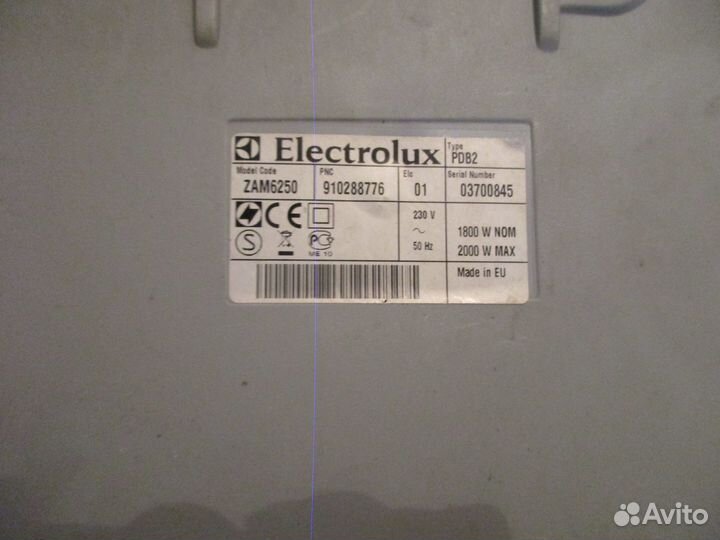 Electrolux
Type
PDB2
Model Code
ZAM6250
PNC
910288776
Elc
01
Serial Number
03700845
CE
S
ME 10
230 V
~
50 Hz
1800 W NOM
2000 W MAX
Made in EU
Avito